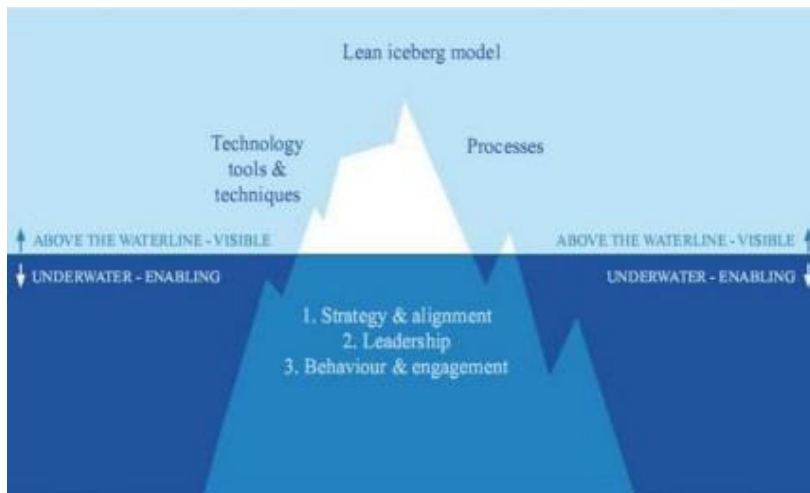 Lean iceberg model
Technology
tools &
techniques
Processes
ABOVE THE WATERLINE - VISIBLE
ABOVE THE WATERLINE - VISIBLE
UNDERWATER - ENABLING
UNDERWATER - ENABLING
1. Strategy & alignment
2. Leadership
3. Behaviour & engagement